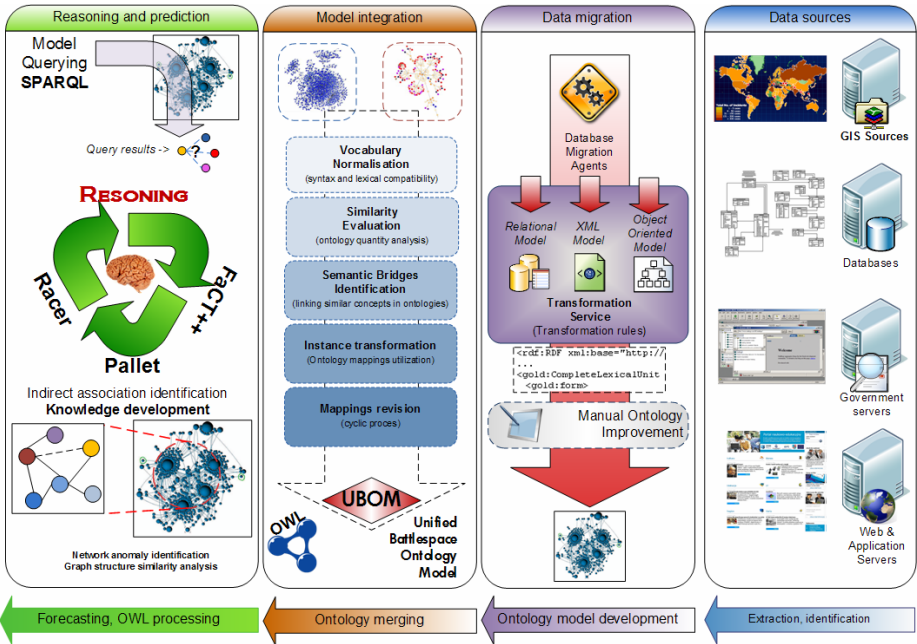 Reasoning and prediction
Model
Querying
SPARQL
Query results ->
?
RESONING
Racer
FaCT++
Pallet
Indirect association identification
Knowledge development
Network anomaly identification
Graph structure similarity analysis
Forecasting, OWL processing
Model integration
Vocabulary
Normalisation
(syntax and lexical compatibility)
Similarity
Evaluation
(ontology quantity analysis)
Semantic Bridges
Identification
(linking similar concepts in ontologies)
Instance transformation
(Ontology mappings utilization)
Mappings revision
(cyclic proces)
UBOM
OWL
Unified
Battlespace
Ontology
Model
Ontology merging
Data migration
Database
Migration
Agents
Relational
Model
XML
Model
Object
Oriented
Model
Transformation
Service
(Transformation rules)
<rdf:RDF xml:base="http://
...
<gold:CompleteLexicalUnit
<gold:form>
Manual Ontology
Improvement
Ontology model development
Data sources
GIS Sources
Databases
Government
servers
Web &
Application
Servers
Extraction, identification